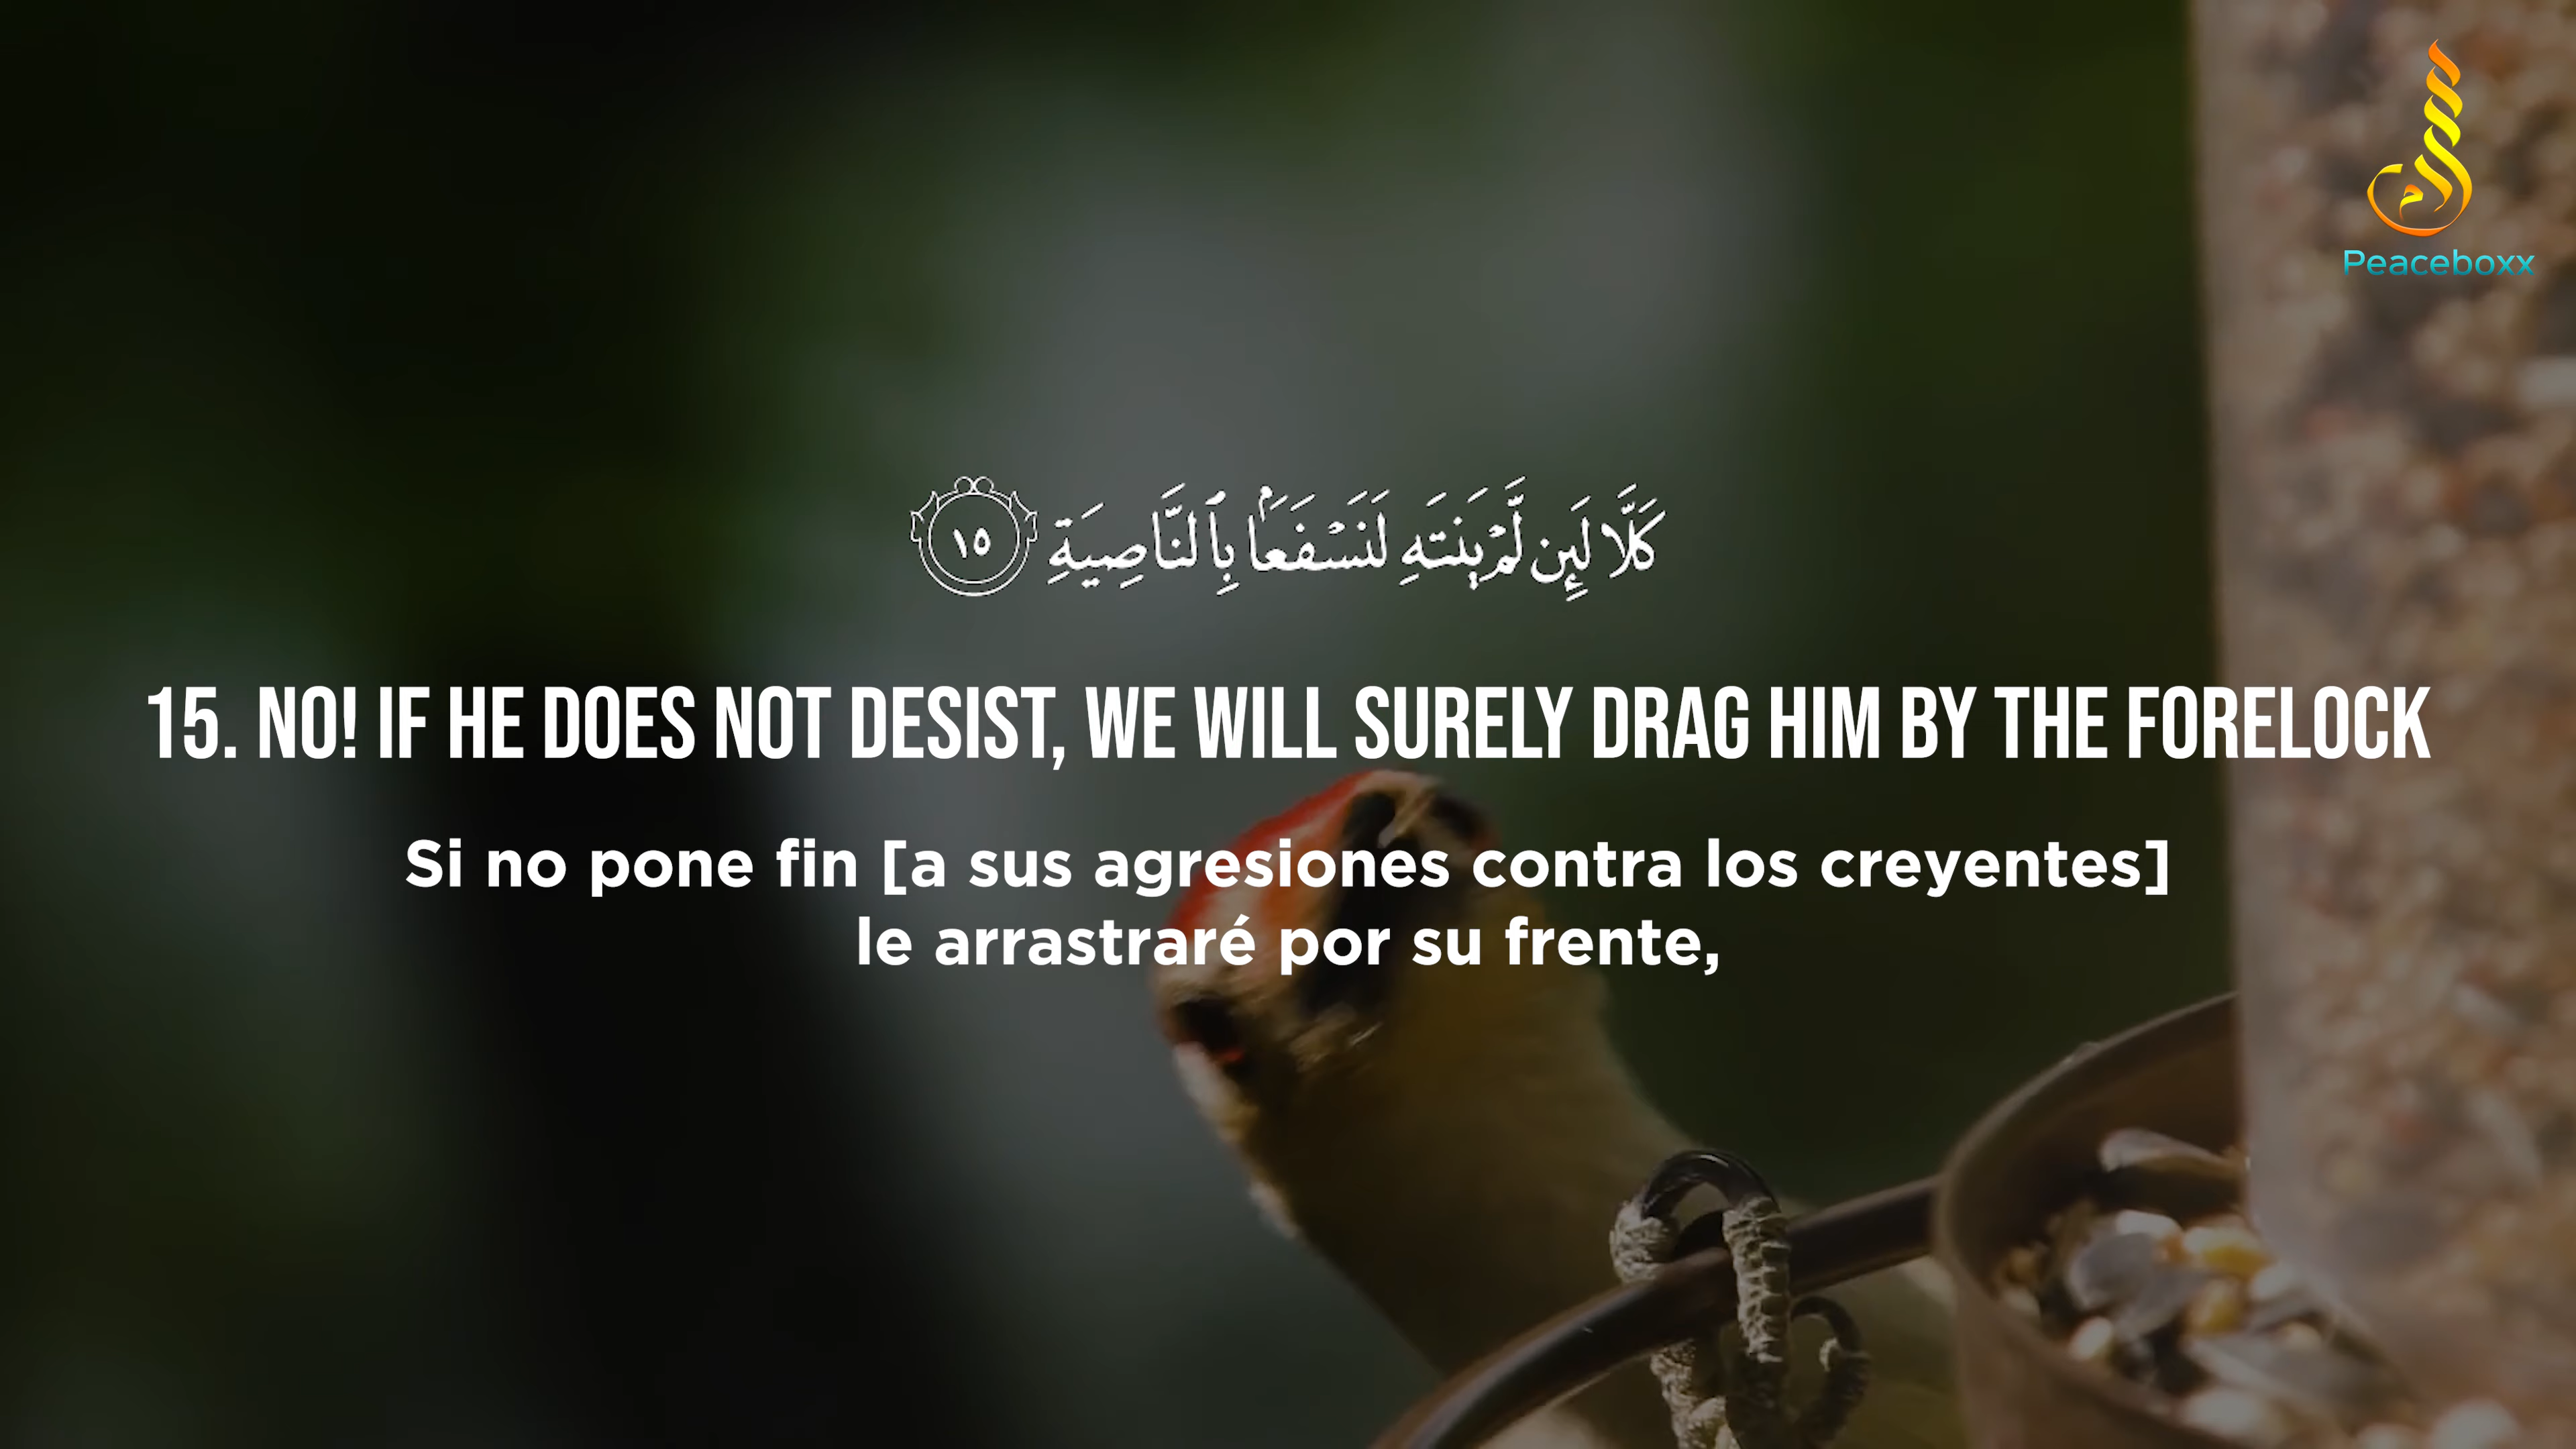 Peaceboxx
كَلَّا لَئِن لَّمْ يَنتَهِ لَنَسْفَعًۢا بِٱلنَّاصِيَةِ ١٥
15. NO! IF HE DOES NOT DESIST, WE WILL SURELY DRAG HIM BY THE FORELOCK
Si no pone fin [a sus agresiones contra los creyentes]
le arrastraré por su frente,